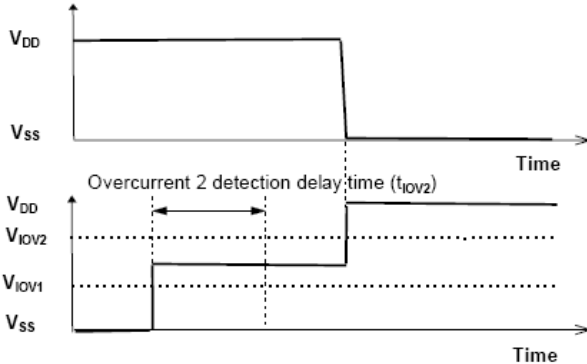 VDD
VSS
Time
Overcurrent 2 detection delay time (tIOV2)
VDD
VIOV2
VIOV1
VSS
Time